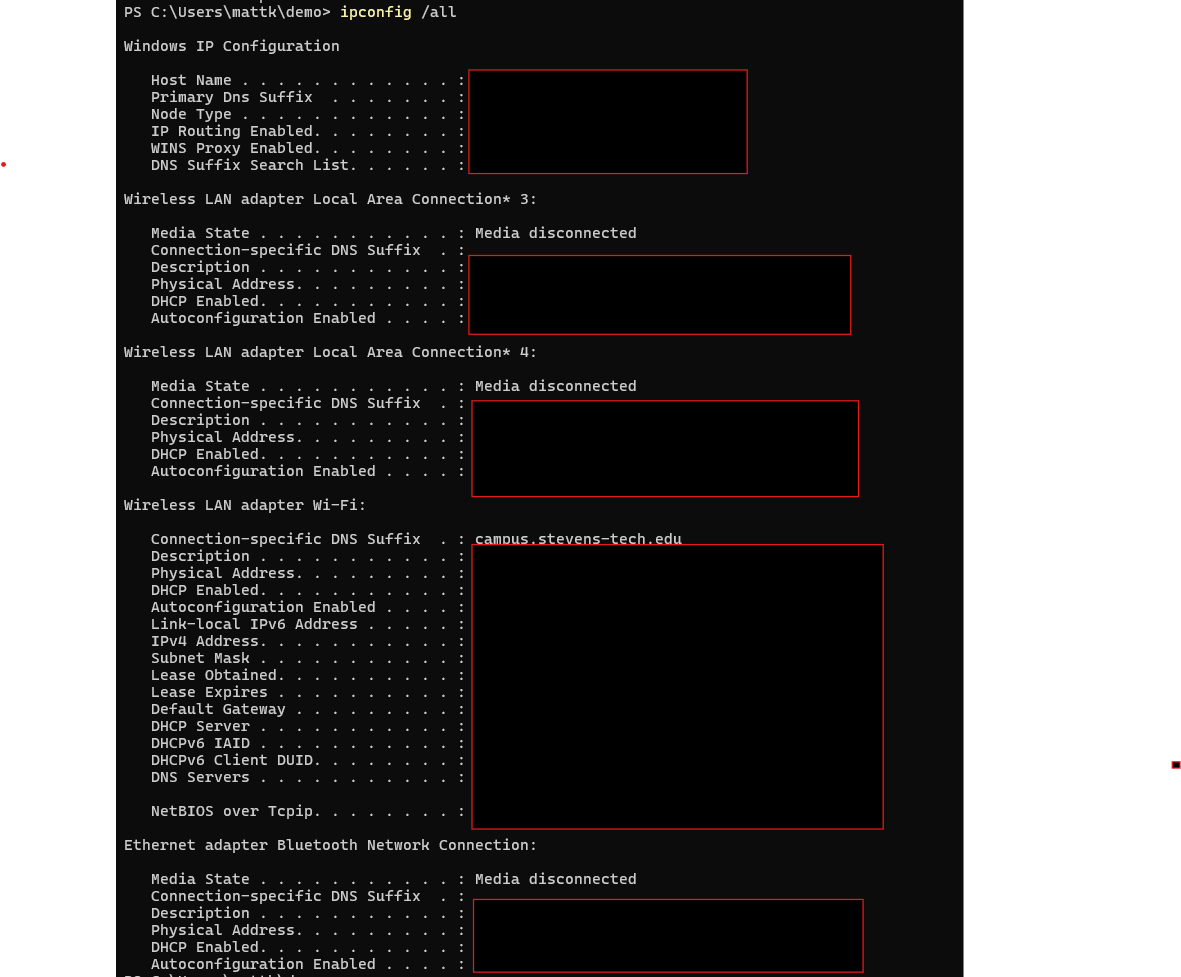 PS C:\Users\mattk\demo> ipconfig /all
Windows IP Configuration
Host Name . . . . . . . . . . . . :
Primary Dns Suffix  . . . . . . . :
Node Type . . . . . . . . . . . . :
IP Routing Enabled. . . . . . . . :
WINS Proxy Enabled. . . . . . . . :
DNS Suffix Search List. . . . . . :
Wireless LAN adapter Local Area Connection* 3:
Media State . . . . . . . . . . . : Media disconnected
Connection-specific DNS Suffix  . :
Description . . . . . . . . . . . :
Physical Address. . . . . . . . . :
DHCP Enabled. . . . . . . . . . . :
Autoconfiguration Enabled . . . . :
Wireless LAN adapter Local Area Connection* 4:
Media State . . . . . . . . . . . : Media disconnected
Connection-specific DNS Suffix  . :
Description . . . . . . . . . . . :
Physical Address. . . . . . . . . :
DHCP Enabled. . . . . . . . . . . :
Autoconfiguration Enabled . . . . :
Wireless LAN adapter Wi-Fi:
Connection-specific DNS Suffix  . : campus.stevens-tech.edu
Description . . . . . . . . . . . :
Physical Address. . . . . . . . . :
DHCP Enabled. . . . . . . . . . . :
Autoconfiguration Enabled . . . . :
Link-local IPv6 Address . . . . . :
IPv4 Address. . . . . . . . . . . :
Subnet Mask . . . . . . . . . . . :
Lease Obtained. . . . . . . . . . :
Lease Expires . . . . . . . . . . :
Default Gateway . . . . . . . . . :
DHCP Server . . . . . . . . . . . :
DHCPv6 IAID . . . . . . . . . . . :
DHCPv6 Client DUID. . . . . . . . :
DNS Servers . . . . . . . . . . . :
NetBIOS over Tcpip. . . . . . . . :
Ethernet adapter Bluetooth Network Connection:
Media State . . . . . . . . . . . : Media disconnected
Connection-specific DNS Suffix  . :
Description . . . . . . . . . . . :
Physical Address. . . . . . . . . :
DHCP Enabled. . . . . . . . . . . :
Autoconfiguration Enabled . . . . :